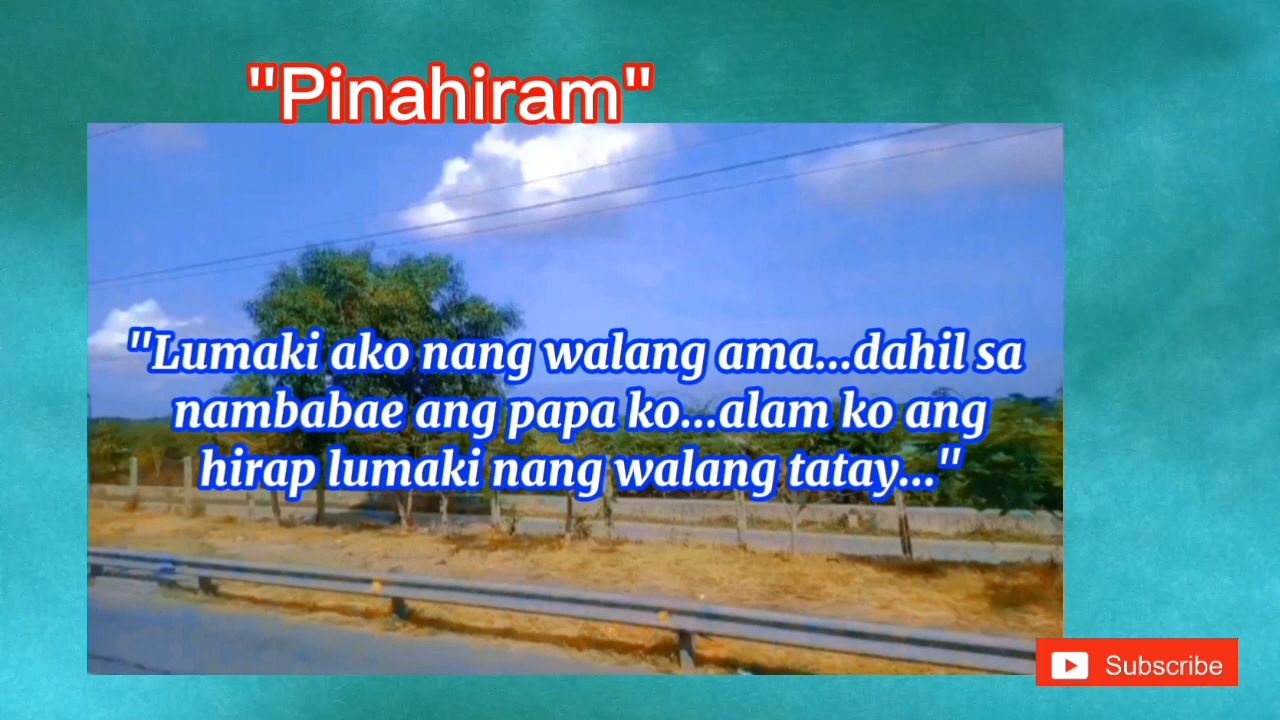 "Pinahiram"
"Lumaki ako nang walang ama...dahil sa
nambabae ang papa ko...alam ko ang
hirap lumaki nang walang tatay..."
Subscribe